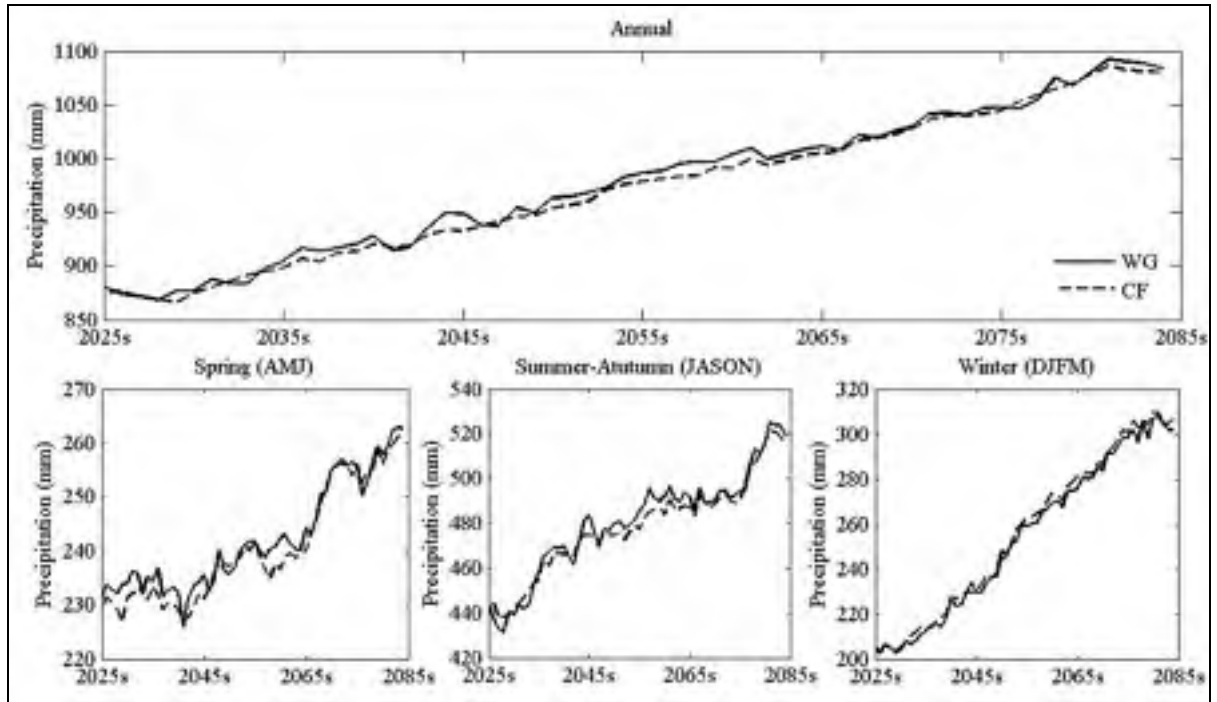 Annual
Precipitation (mm)
1100
1050
1000
950
900
850
2025s 2035s 2045s 2055s 2065s 2075s 2085s
WG
CF
Spring (AMJ)
Precipitation (mm)
270
260
250
240
230
220
2025s 2045s 2065s 2085s
Summer-Atutumn (JASON)
Precipitation (mm)
540
520
500
480
460
440
420
2025s 2045s 2065s 2085s
Winter (DJFM)
Precipitation (mm)
320
300
280
260
240
220
200
2025s 2045s 2065s 2085s